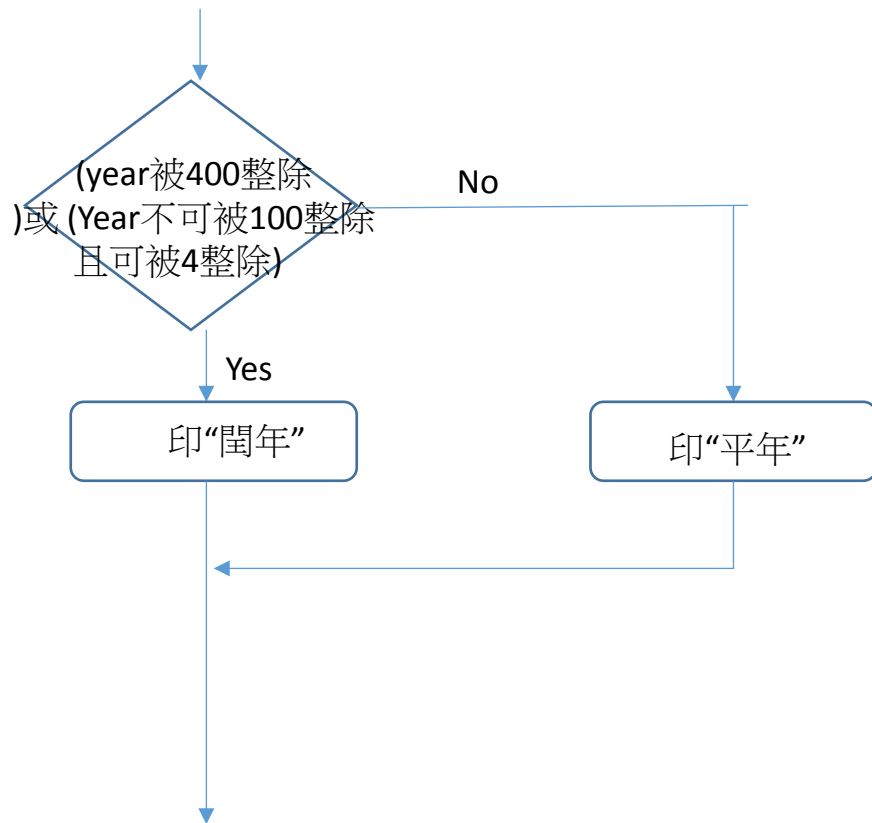 (year被400整除
)或 (Year不可被100整除
且可被4整除)
No
Yes
印“閏年”
印“平年”